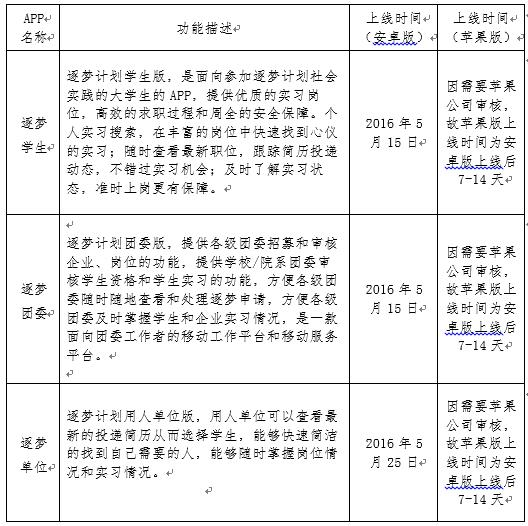 APP
名称
功能描述
上线时间
（安卓版）
上线时间
（苹果版）
逐梦
学生
逐梦计划学生版，是面向参加逐梦计划社会
实践的大学生的 APP，提供优质的实习岗
位，高效的求职过程和周全的安全保障。个
人实习搜索，在丰富的岗位中快速找到心仪
的实习；随时查看最新职位，跟踪简历投递
动态，不错过实习机会；及时了解实习状
态，准时上岗更有保障。
2016 年 5
月 15 日
因需要苹果
公司审核，
故苹果版上
线时间为安
卓版上线后
7-14 天
逐梦
团委
逐梦计划团委版，提供各级团委招募和审核
企业、岗位的功能，提供学校/院系团委审
核学生资格和学生实习的功能，方便各级团
委随时随地查看和处理逐梦申请，方便各级
团委及时掌握学生和企业实习情况，是一款
面向团委工作者的移动工作平台和移动服务
平台。
2016 年 5
月 15 日
因需要苹果
公司审核，
故苹果版上
线时间为安
卓版上线后
7-14 天
逐梦
单位
逐梦计划用人单位版，用人单位可以查看最
新的投递简历从而选择学生，能够快速简洁
的找到自己需要的人，能够随时掌握岗位情
况和实习情况。
2016 年 5
月 25 日
因需要苹果
公司审核，
故苹果版上
线时间为安
卓版上线后
7-14 天